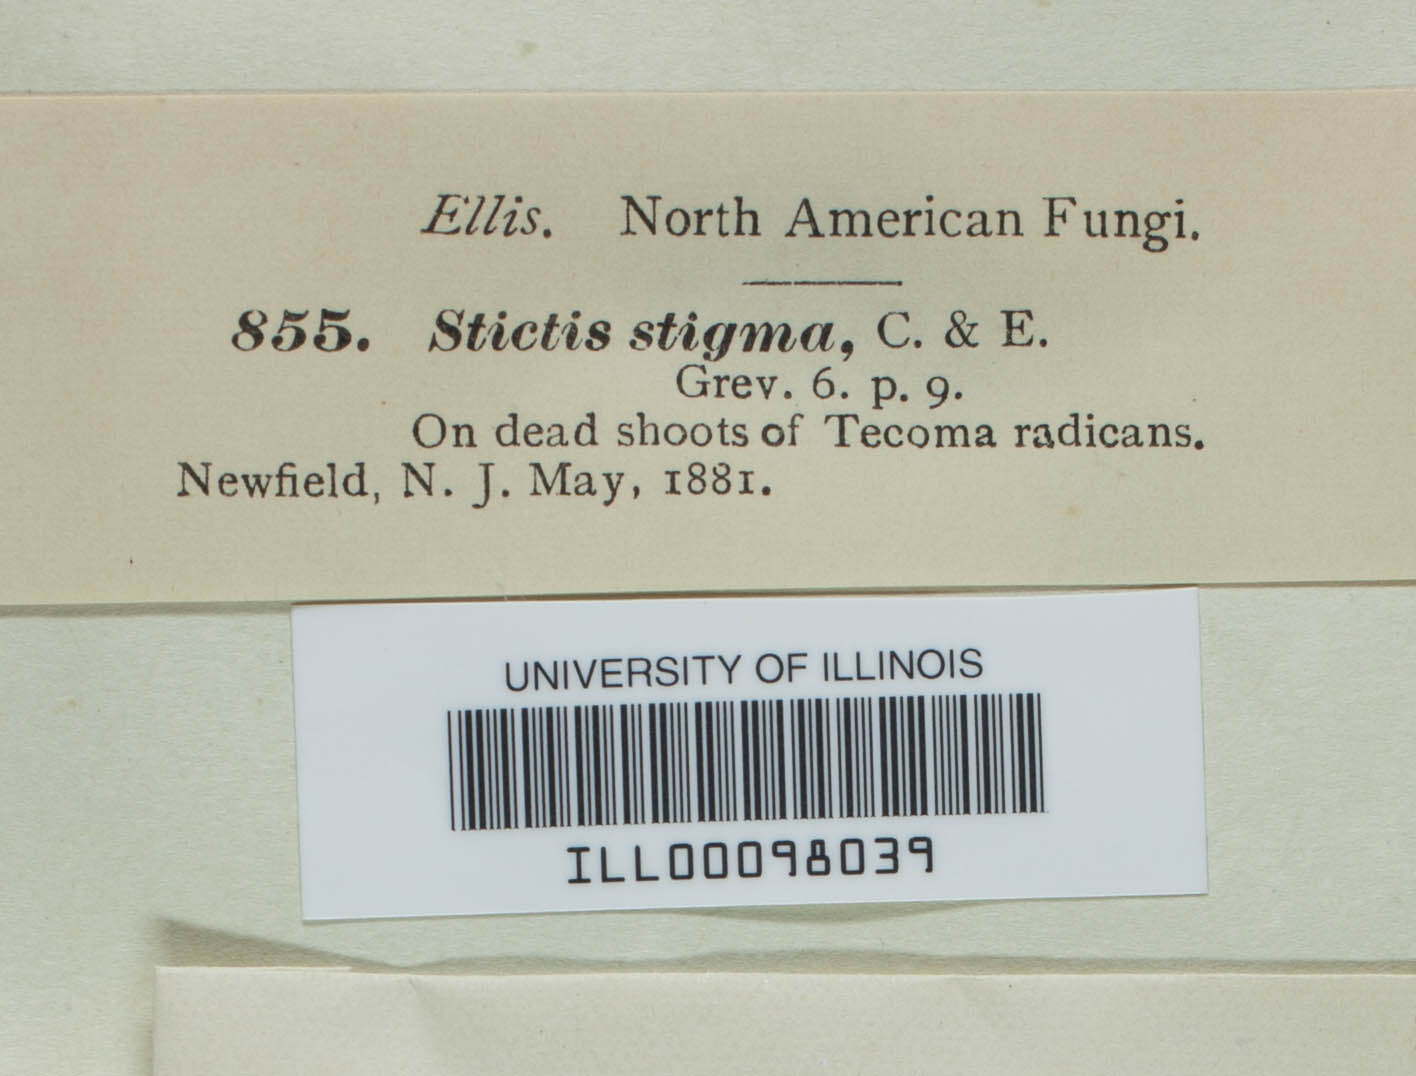 Ellis. North American Fungi.
855. Stictis stigma, C. & E.
Grev. 6. p. 9.
On dead shoots of Tecoma radicans.
Newfield, N. J. May, 1881.
UNIVERSITY OF ILLINOIS
ILL00098039